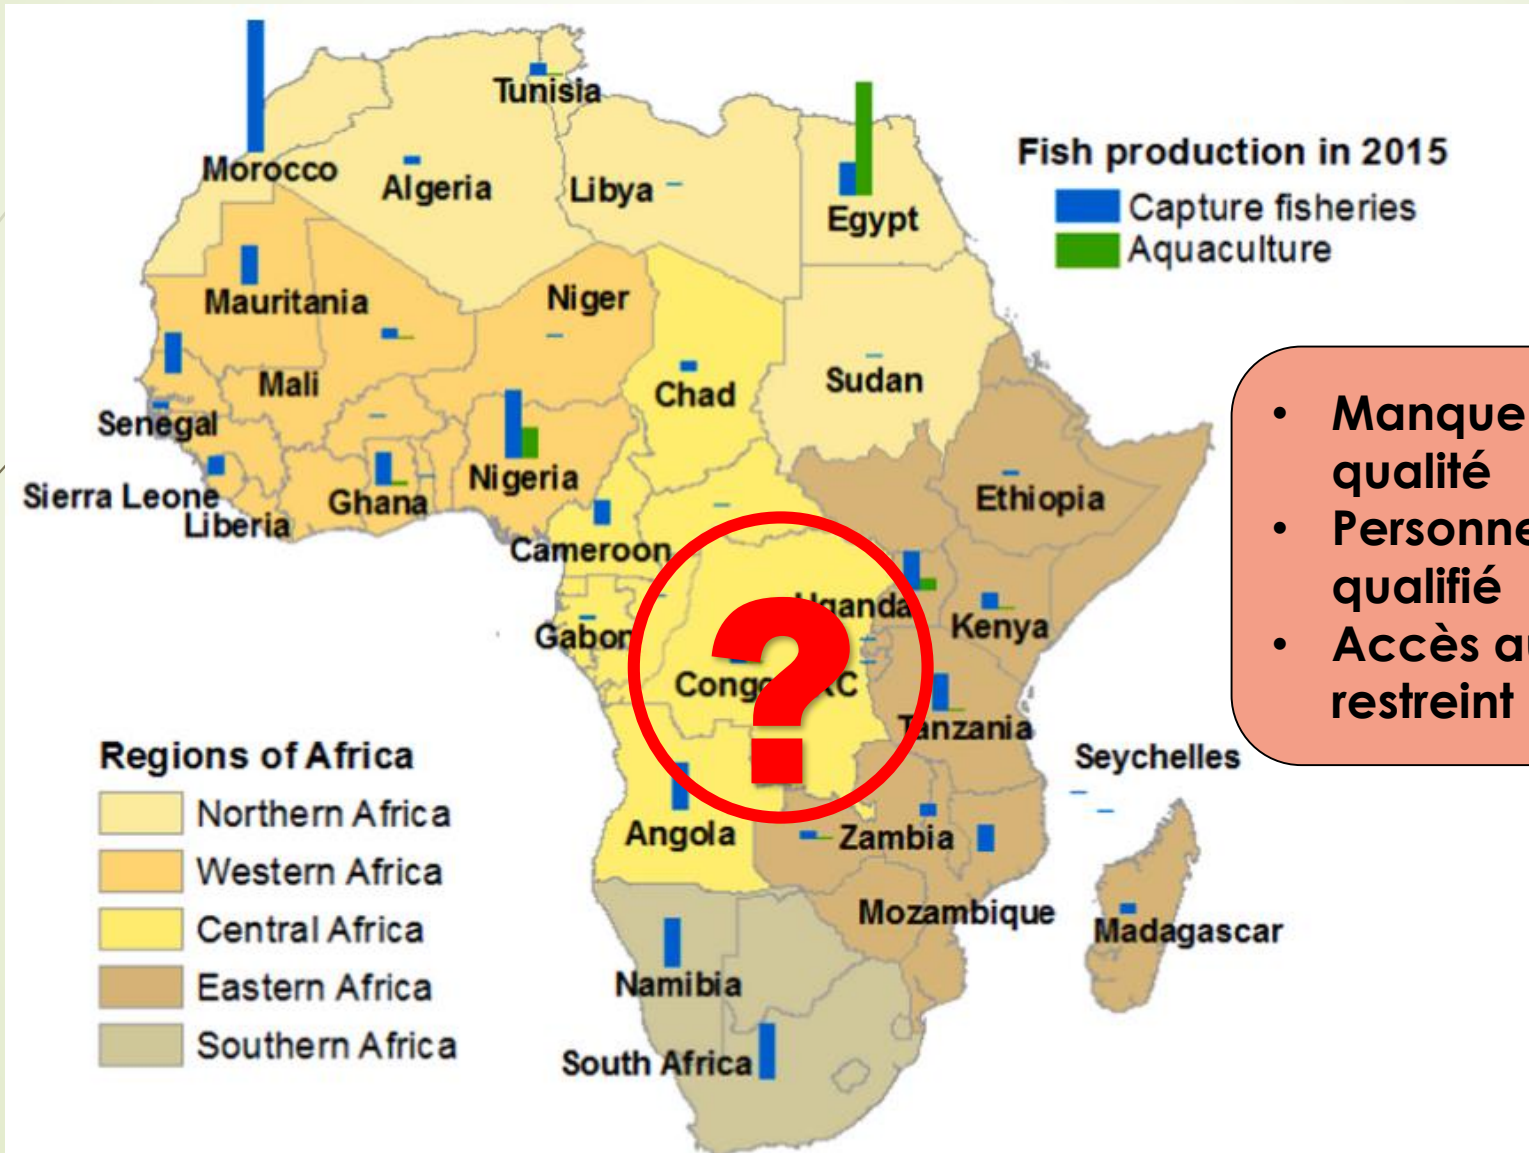 Tunisia
Morocco
Algeria
Libya
Egypt
Fish production in 2015
Capture fisheries
Aquaculture
Mauritania
Niger
Mali
Chad
Sudan
Senegal
Sierra Leone
Liberia
Ghana
Nigeria
Ethiopia
Cameroon
Uganda
Kenya
Gabon
Tanzania
Seychelles
Angola
Zambia
Mozambique
Madagascar
Namibia
South Africa
?
• Manque
qualité
•
qualifié
• Accès
restreint
Regions of Africa
Northern Africa
Western Africa
Central Africa
Eastern Africa
Southern Africa